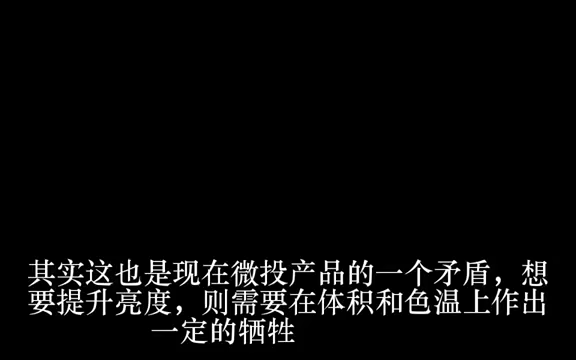 其实这也是现在微投产品的一个矛盾，想
要提升亮度，则需要在体积和色温上作出
一定的牺牲